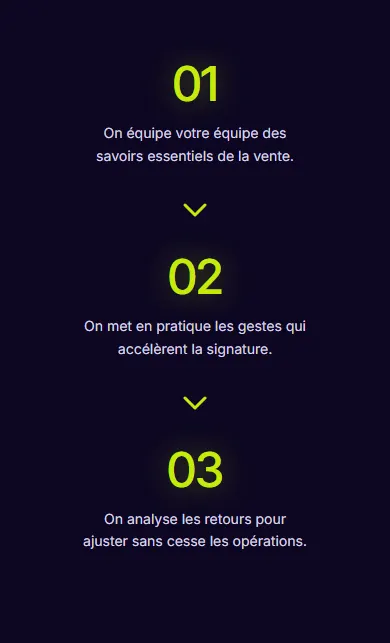 01
On équipe votre équipe des
savoirs essentiels de la vente.
02
On met en pratique les gestes qui
accélèrent la signature.
03
On analyse les retours pour
ajuster sans cesse les opérations.